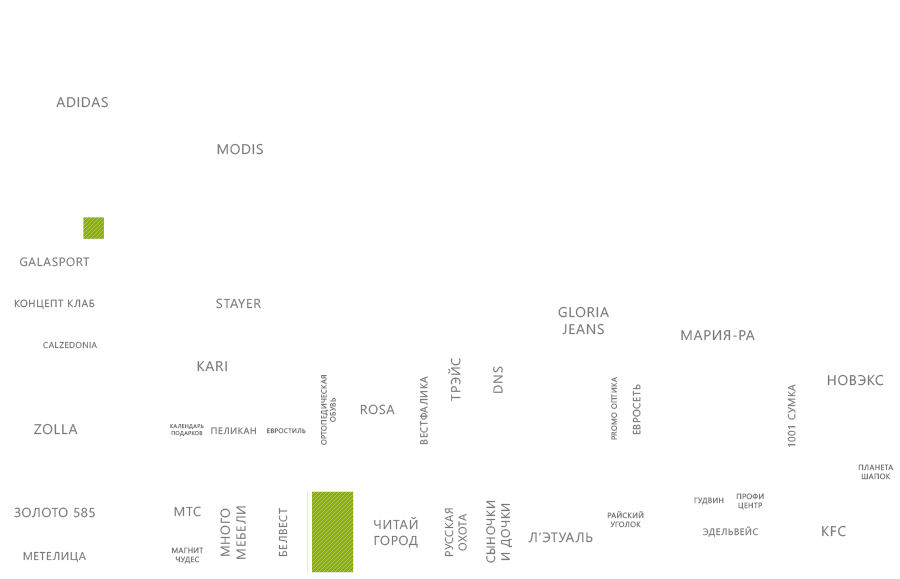 ADIDAS
MODIS
GALASPORT
КОНЦЕПТ КЛАБ
STAYER
GLORIA
JEANS
МАРИЯ-РА
CALZEDONIA
KARI
ТРЭЙС
DNS
НОВЭКС
ОРТОПЕДИЧЕСКАЯ
ОБУВЬ
ROSA
ВЕСТФАЛИКА
PROMO ОПТИКА
ЕВРОСЕТЬ
1001 СУМКА
ZOLLA
КАЛЕНДАРЬ
ПОДАРКОВ
ПЕЛИКАН
ЕВРОСТИЛЬ
ПЛАНЕТА
ШАПОК
ЗОЛОТО 585
МТС
МНОГО
МЕБЕЛИ
БЕЛВЕСТ
ЧИТАЙ
ГОРОД
РУССКАЯ
ОХОТА
СЫНОЧКИ
И ДОЧКИ
Л’ЭТУАЛЬ
РАЙСКИЙ
УГОЛОК
ГУДВИН
ПРОФИ
ЦЕНТР
ЭДЕЛЬВЕЙС
KFC
МЕТЕЛИЦА
МАГНИТ
ЧУДЕС